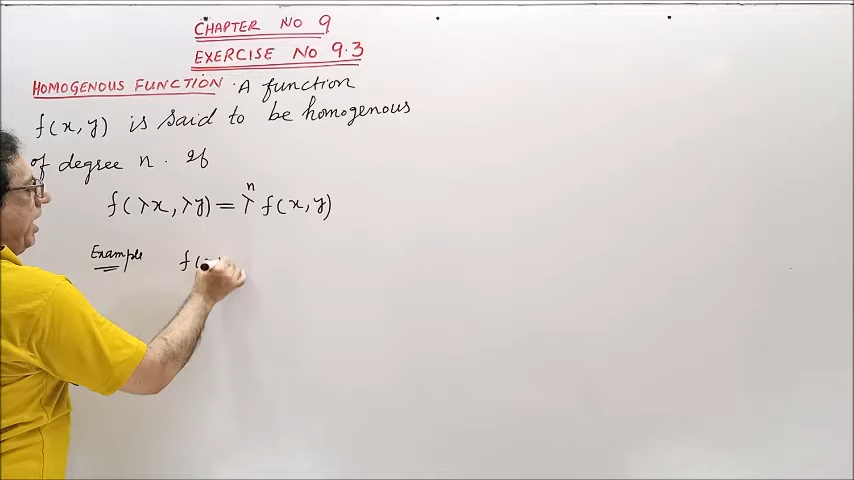 CHAPTER NO 9
EXERCISE NO 9.3
HOMOGENOUS FUNCTION . A function
f(x, y) is said to be homogenous
of degree n . If
f(λx, λy) = λⁿ f(x, y)
Example f(